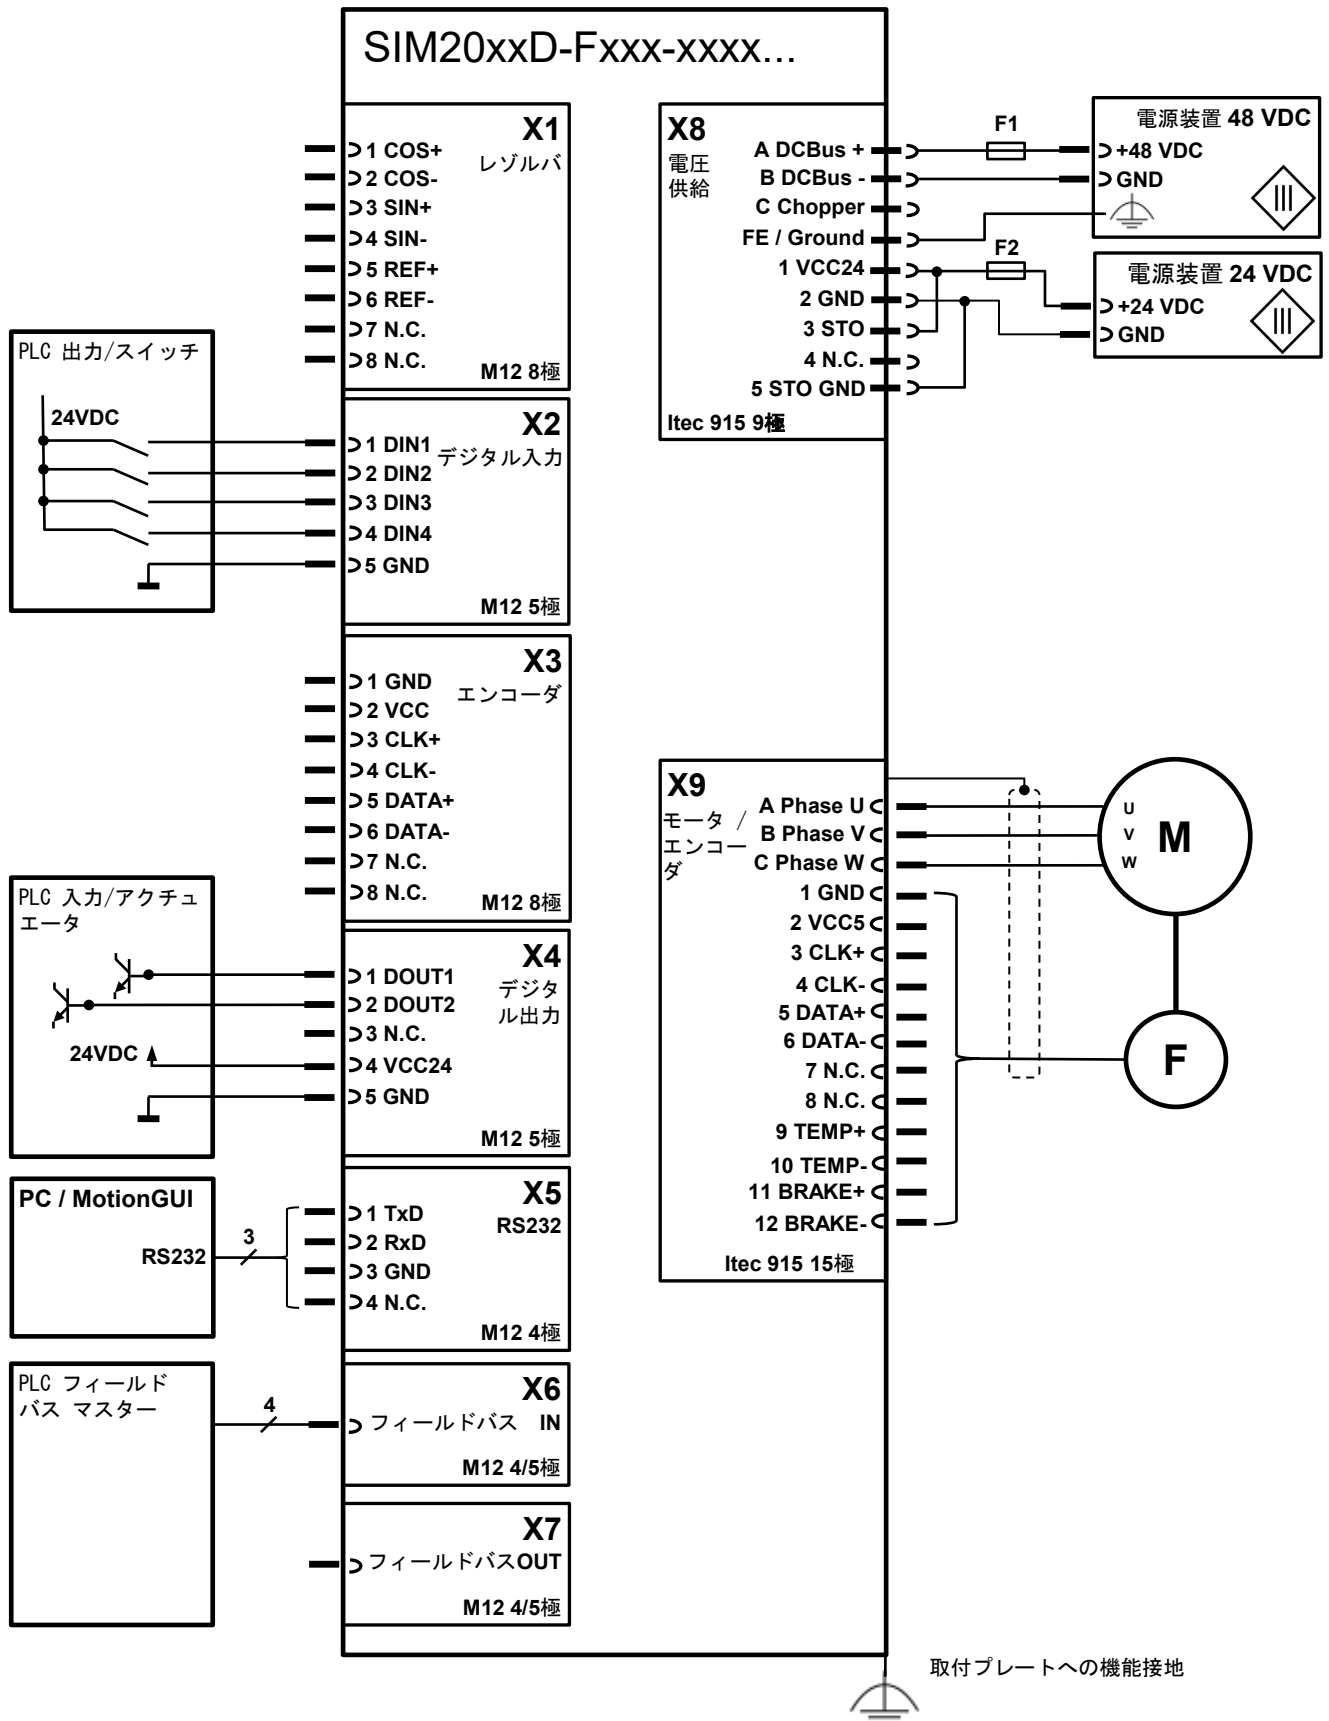 SIM20xxD-Fxxx-xxxx...
X1
レゾルバ
1 COS+
2 COS-
3 SIN+
4 SIN-
5 REF+
6 REF-
7 N.C.
8 N.C.
M12 8極
PLC 出力/スイッチ
24VDC
X2
デジタル入力
1 DIN1
2 DIN2
3 DIN3
4 DIN4
5 GND
M12 5極
X3
エンコーダ
1 GND
2 VCC
3 CLK+
4 CLK-
5 DATA+
6 DATA-
7 N.C.
8 N.C.
M12 8極
PLC 入力/アクチュ
エータ
24VDC
X4
デジタ
ル出力
1 DOUT1
2 DOUT2
3 N.C.
4 VCC24
5 GND
M12 5極
PC / MotionGUI
RS232
3
X5
RS232
1 TxD
2 RxD
3 GND
4 N.C.
M12 4極
PLC フィールド
バス マスター
4
X6
フィールドバス IN
M12 4/5極
X7
フィールドバスOUT
M12 4/5極
X8
電圧
供給
A DCBus +
B DCBus -
C Chopper
FE / Ground
1 VCC24
2 GND
3 STO
4 N.C.
5 STO GND
Itec 915 9極
F1
F2
電源装置 48 VDC
+48 VDC
GND
電源装置 24 VDC
+24 VDC
GND
X9
モータ /
エンコー
ダ
A Phase U
B Phase V
C Phase W
1 GND
2 VCC5
3 CLK+
4 CLK-
5 DATA+
6 DATA-
7 N.C.
8 N.C.
9 TEMP+
10 TEMP-
11 BRAKE+
12 BRAKE-
Itec 915 15極
U
V
W
M
F
取付プレートへの機能接地